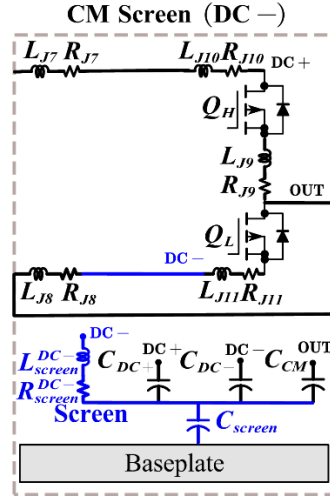 CM Screen (DC −)
L_J7 R_J7 L_J10 R_J10 DC+
Q_H
L_J9
R_J9 OUT
Q_L
DC−
L_J8 R_J8 L_J11 R_J11
DC−
L_screen^DC− C_DC+ DC+ C_DC− DC− C_CM OUT
R_screen^DC−
Screen C_screen
Baseplate